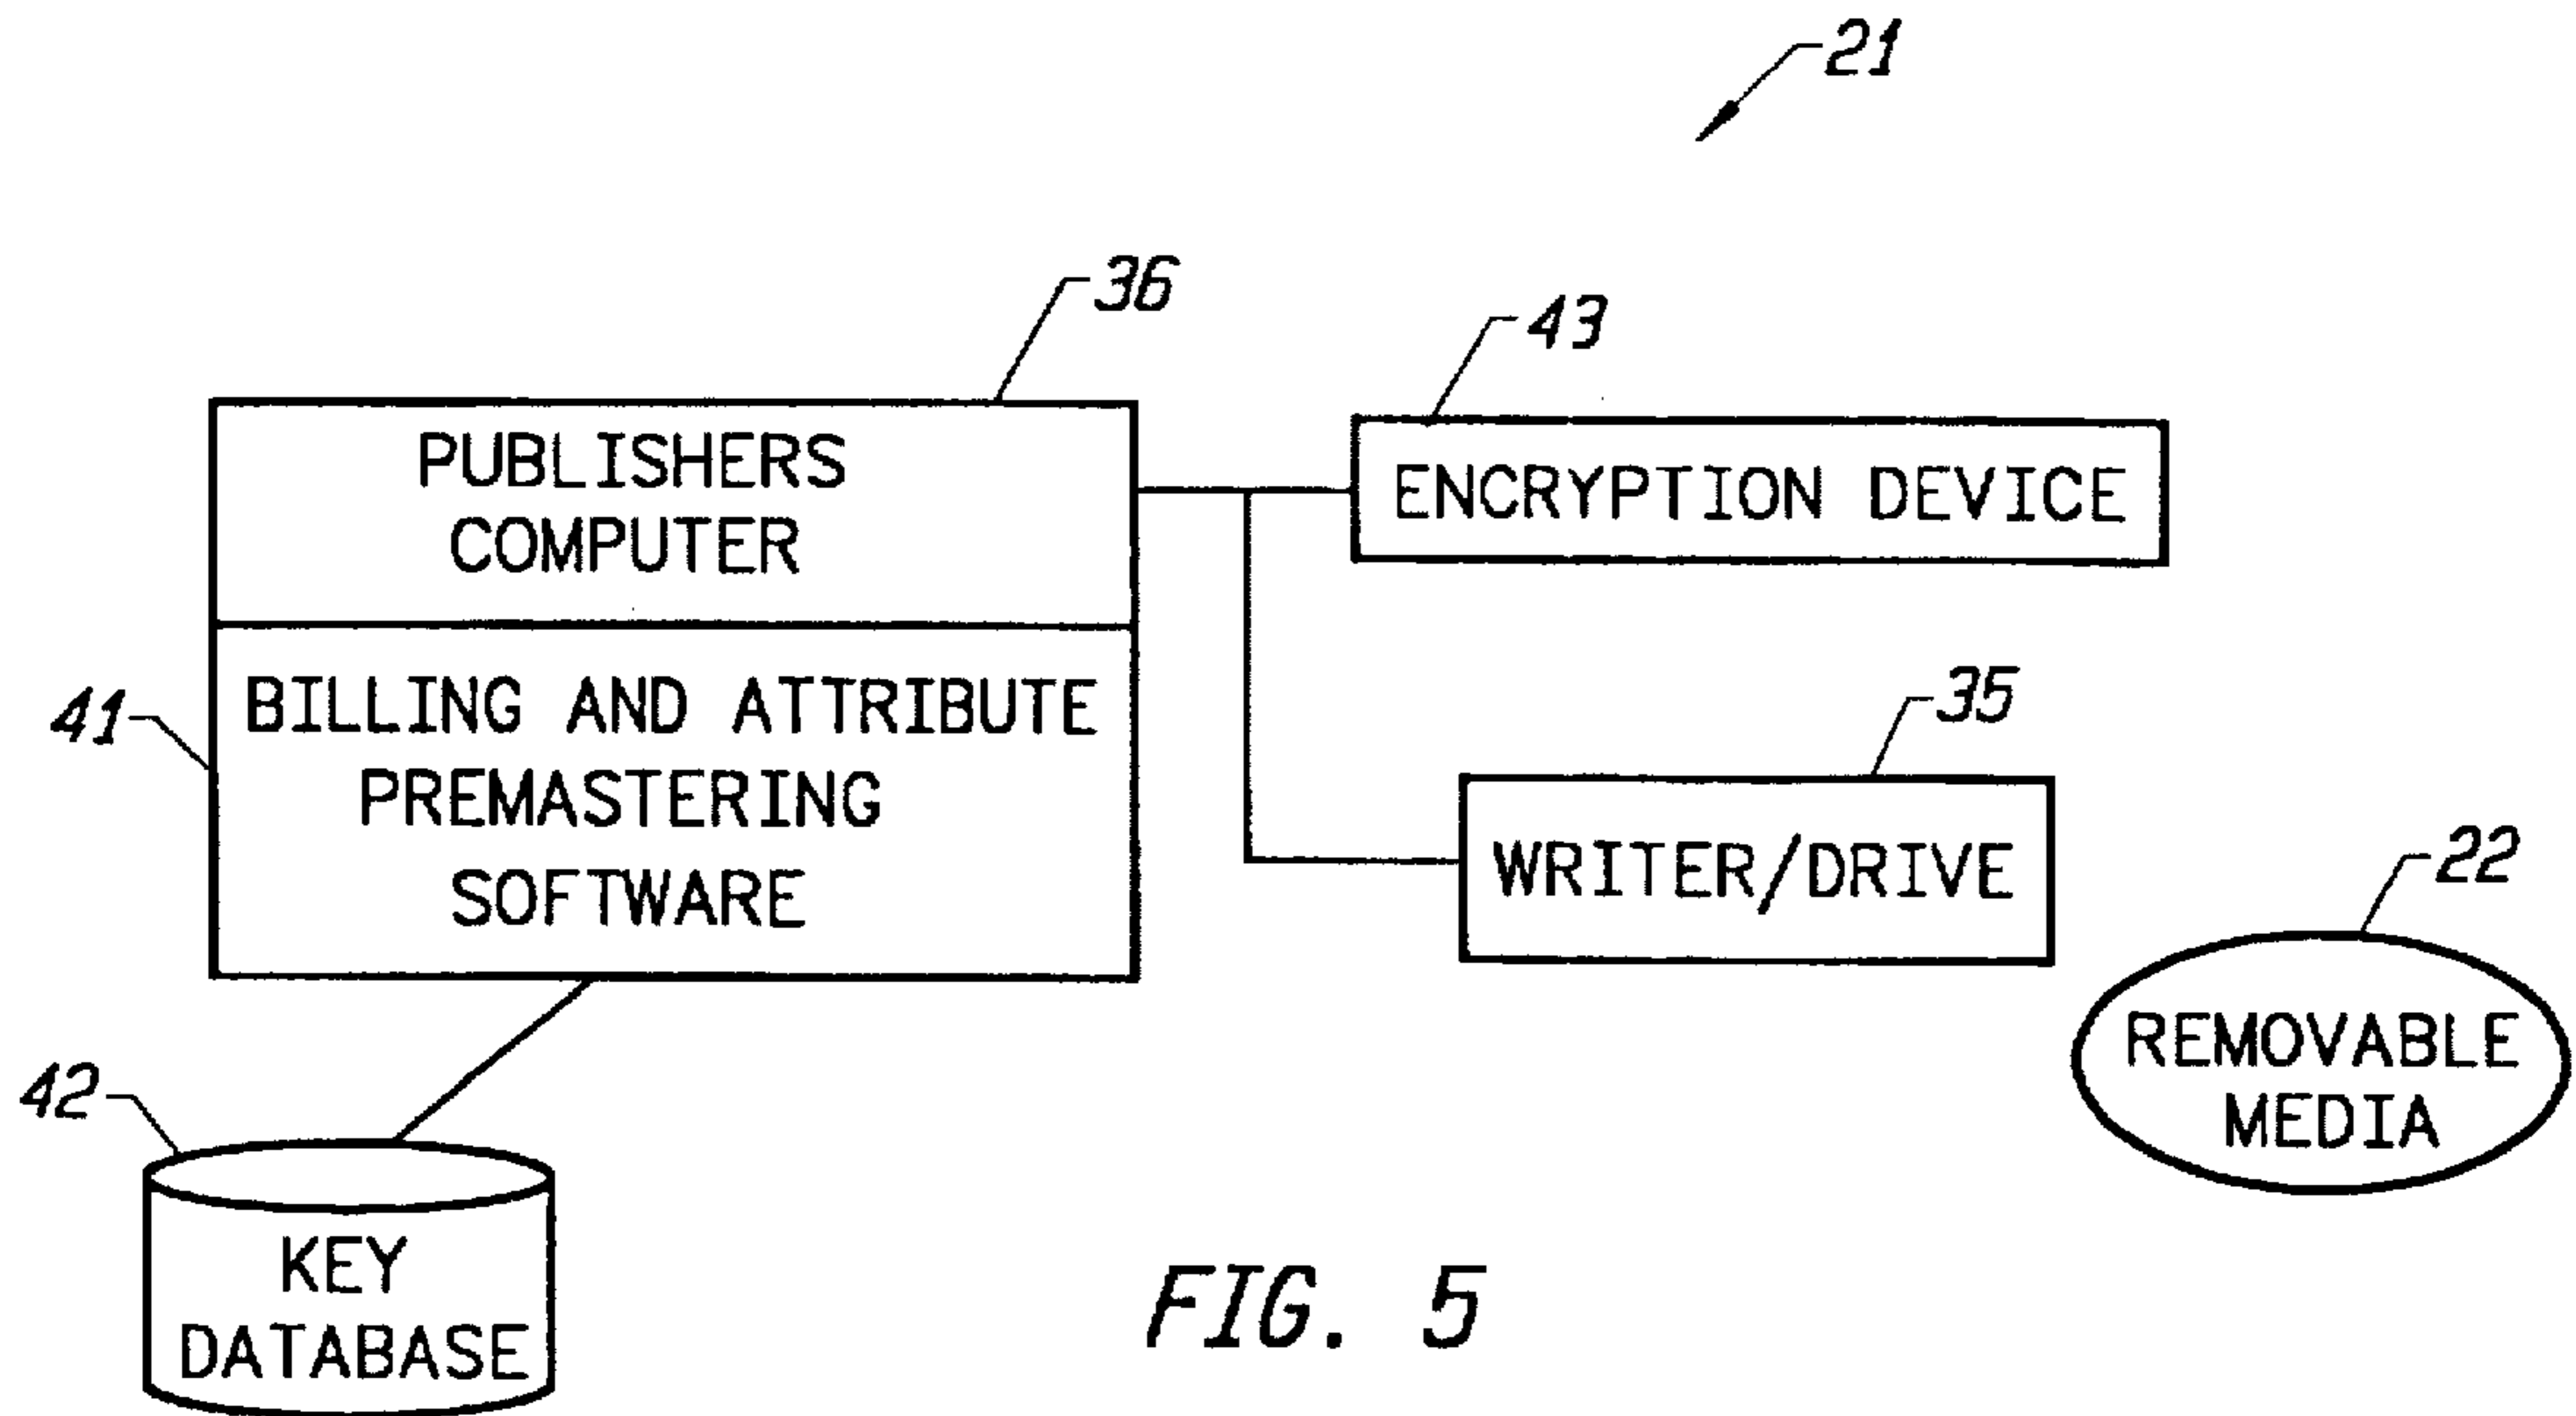 21
36
43
PUBLISHERS
COMPUTER
ENCRYPTION DEVICE
41
BILLING AND ATTRIBUTE
PREMASTERING
SOFTWARE
35
WRITER/DRIVE
22
REMOVABLE
MEDIA
42
KEY
DATABASE
FIG. 5